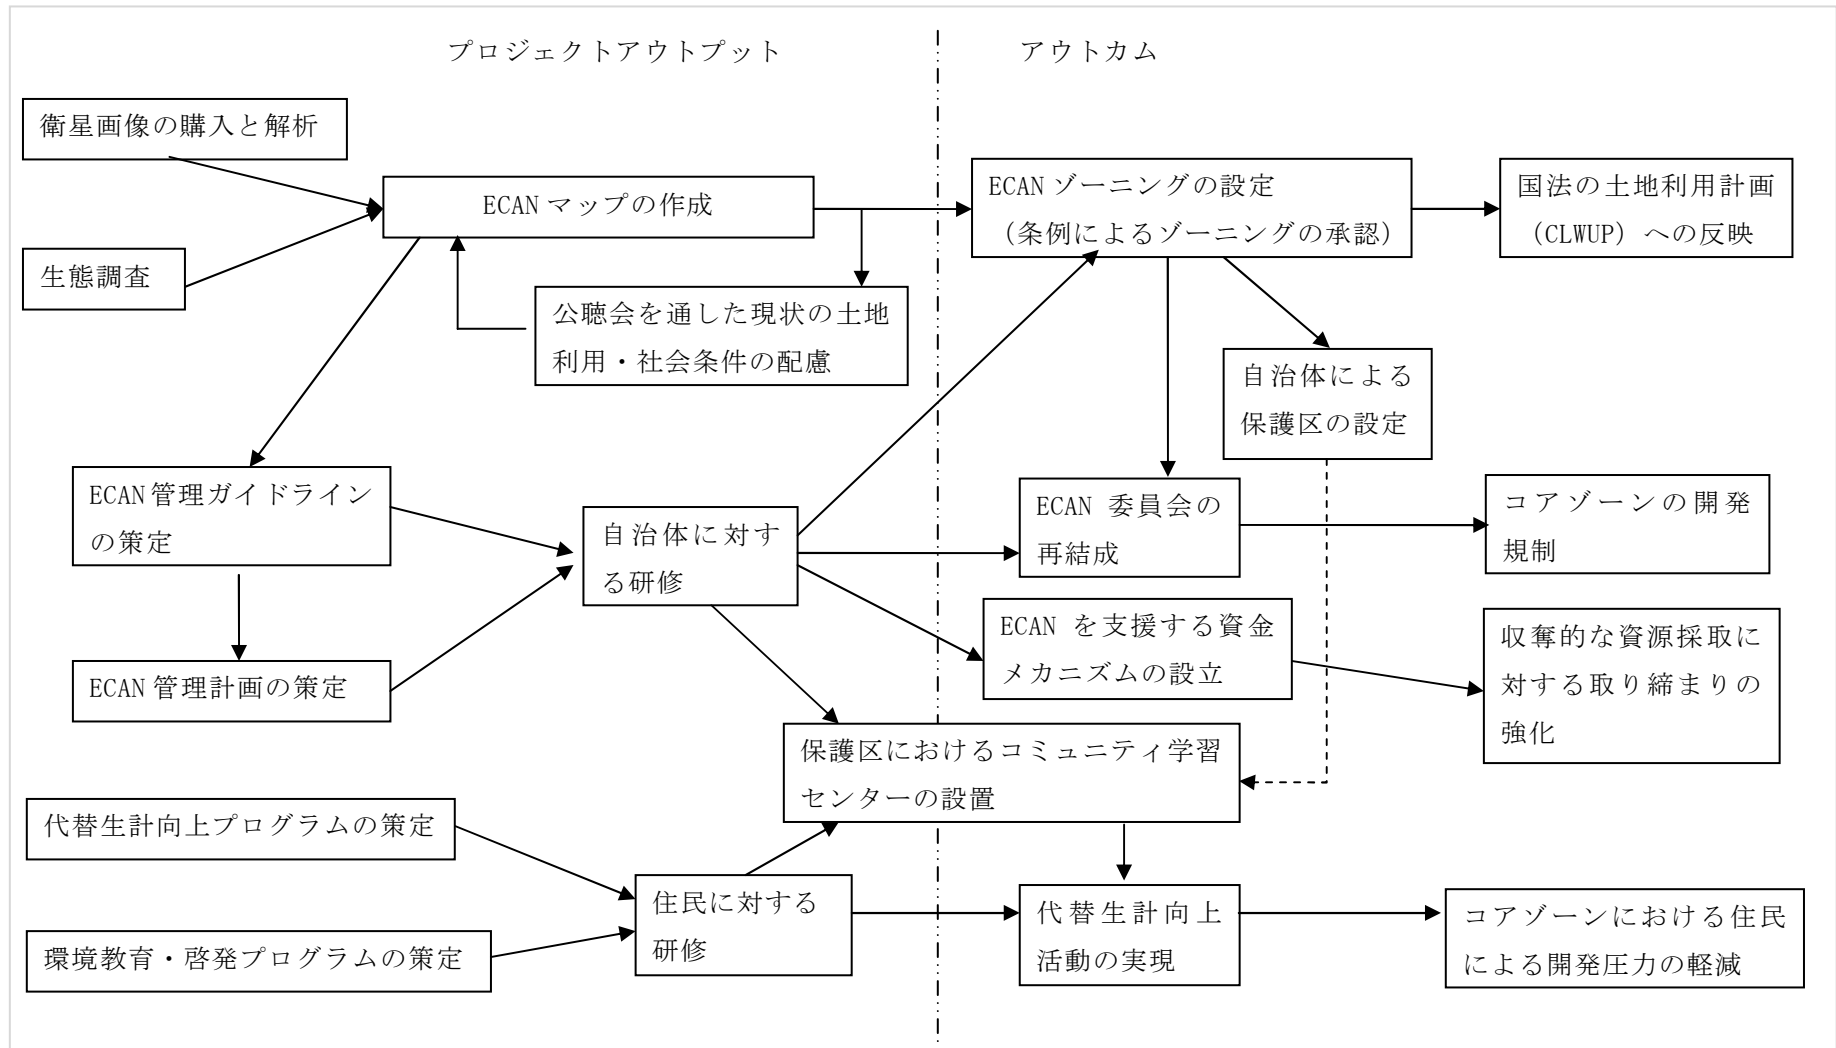 プロジェクトアウトプット
アウトカム
衛星画像の購入と解析
ECAN マップの作成
ECAN ゾーニングの設定
（条例によるゾーニングの承認）
国法の土地利用計画
（CLWUP）への反映
生態調査
公聴会を通した現状の土地
利用・社会条件の配慮
自治体による
保護区の設定
ECAN 管理ガイドライン
の策定
自治体に対す
る研修
ECAN 委員会の
再結成
コアゾーンの開発
規制
ECAN 管理計画の策定
ECAN を支援する資金
メカニズムの設立
収奪的な資源採取に
対する取り締まりの
強化
保護区におけるコミュニティ学習
センターの設置
代替生計向上プログラムの策定
住民に対する
研修
代替生計向上
活動の実現
コアゾーンにおける住民
による開発圧力の軽減
環境教育・啓発プログラムの策定